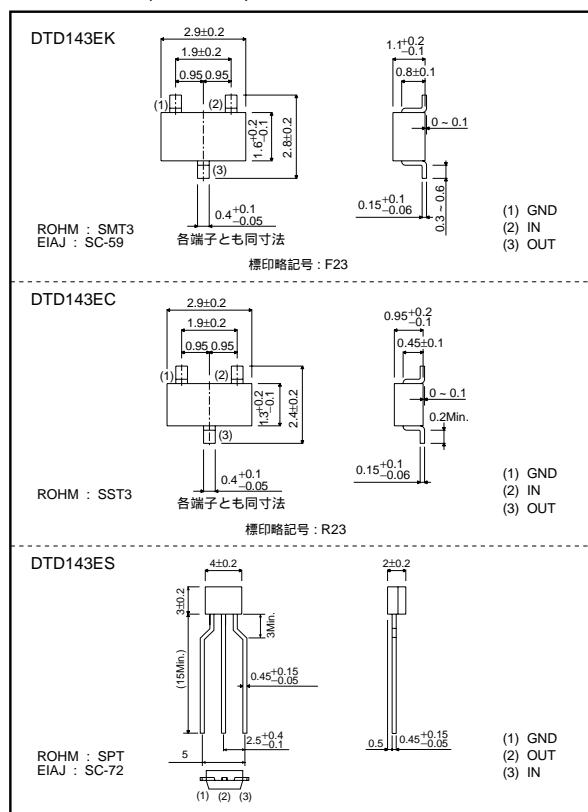 DTD143EK
2.9±0.2
1.9±0.2
0.95 0.95
(1) (2)
1.6+0.2 −0.1
2.8±0.2
(3)
0.4+0.1 −0.05
各端子とも同寸法
1.1+0.2 −0.1
0.8±0.1
0 ~ 0.1
0.15+0.1 −0.06
0.3 ~ 0.6
ROHM : SMT3
EIAJ : SC-59
標印略記号 : F23
(1) GND
(2) IN
(3) OUT
DTD143EC
2.9±0.2
1.9±0.2
0.95 0.95
(1) (2)
1.3+0.2 −0.1
2.4±0.2
(3)
0.4+0.1 −0.05
各端子とも同寸法
0.95+0.2 −0.1
0.45±0.1
0 ~ 0.1
0.2Min.
0.15+0.1 −0.06
ROHM : SST3
標印略記号 : R23
(1) GND
(2) IN
(3) OUT
DTD143ES
4±0.2
3±0.2
(15Min.)
3Min.
0.45+0.15 −0.05
2.5+0.4 −0.1
5
(1) (2) (3)
2±0.2
0.5
0.45+0.15 −0.05
ROHM : SPT
EIAJ : SC-72
(1) GND
(2) OUT
(3) IN